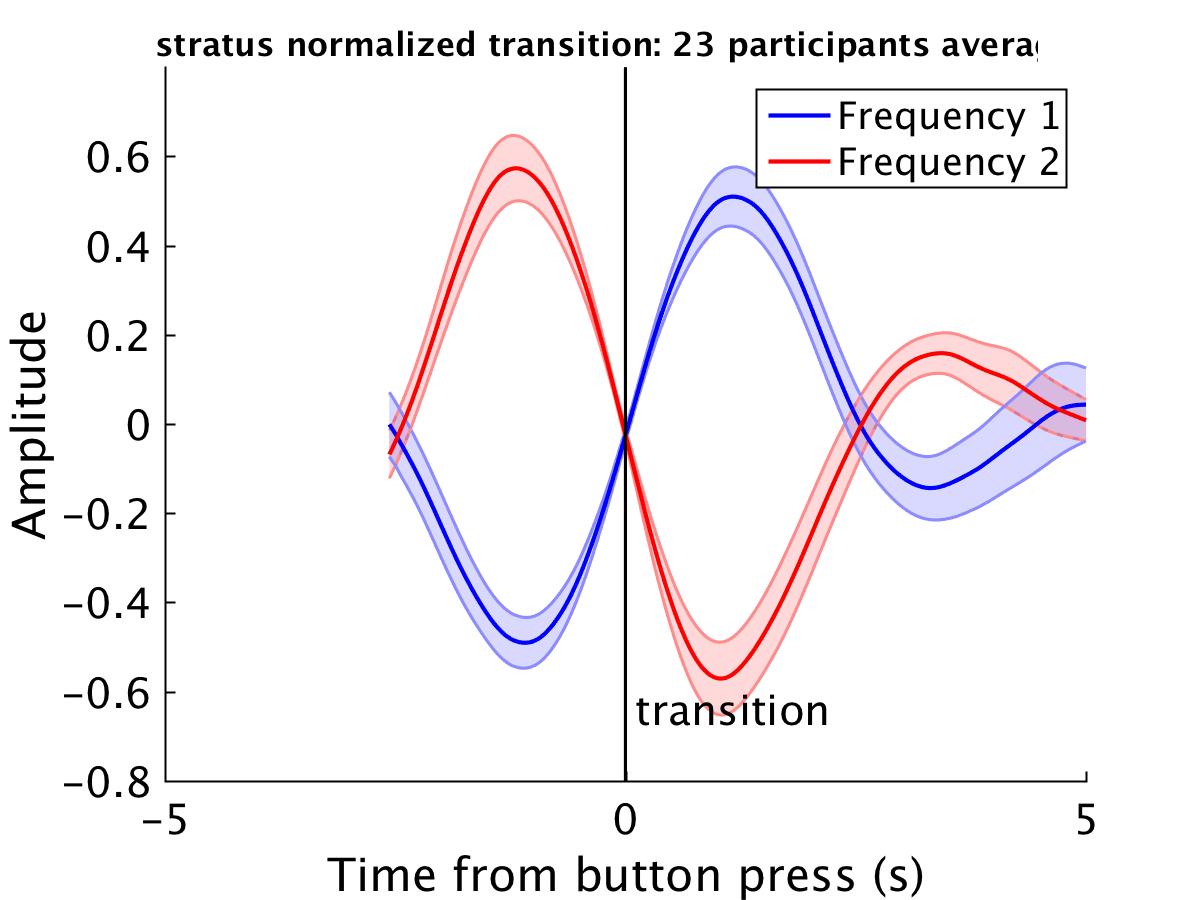 stratus normalized transition: 23 participants
Frequency 1
Frequency 2
0.6
0.4
0.2
0
−0.2
−0.4
−0.6
−0.8
Amplitude
transition
−5
0
5
Time from button press (s)